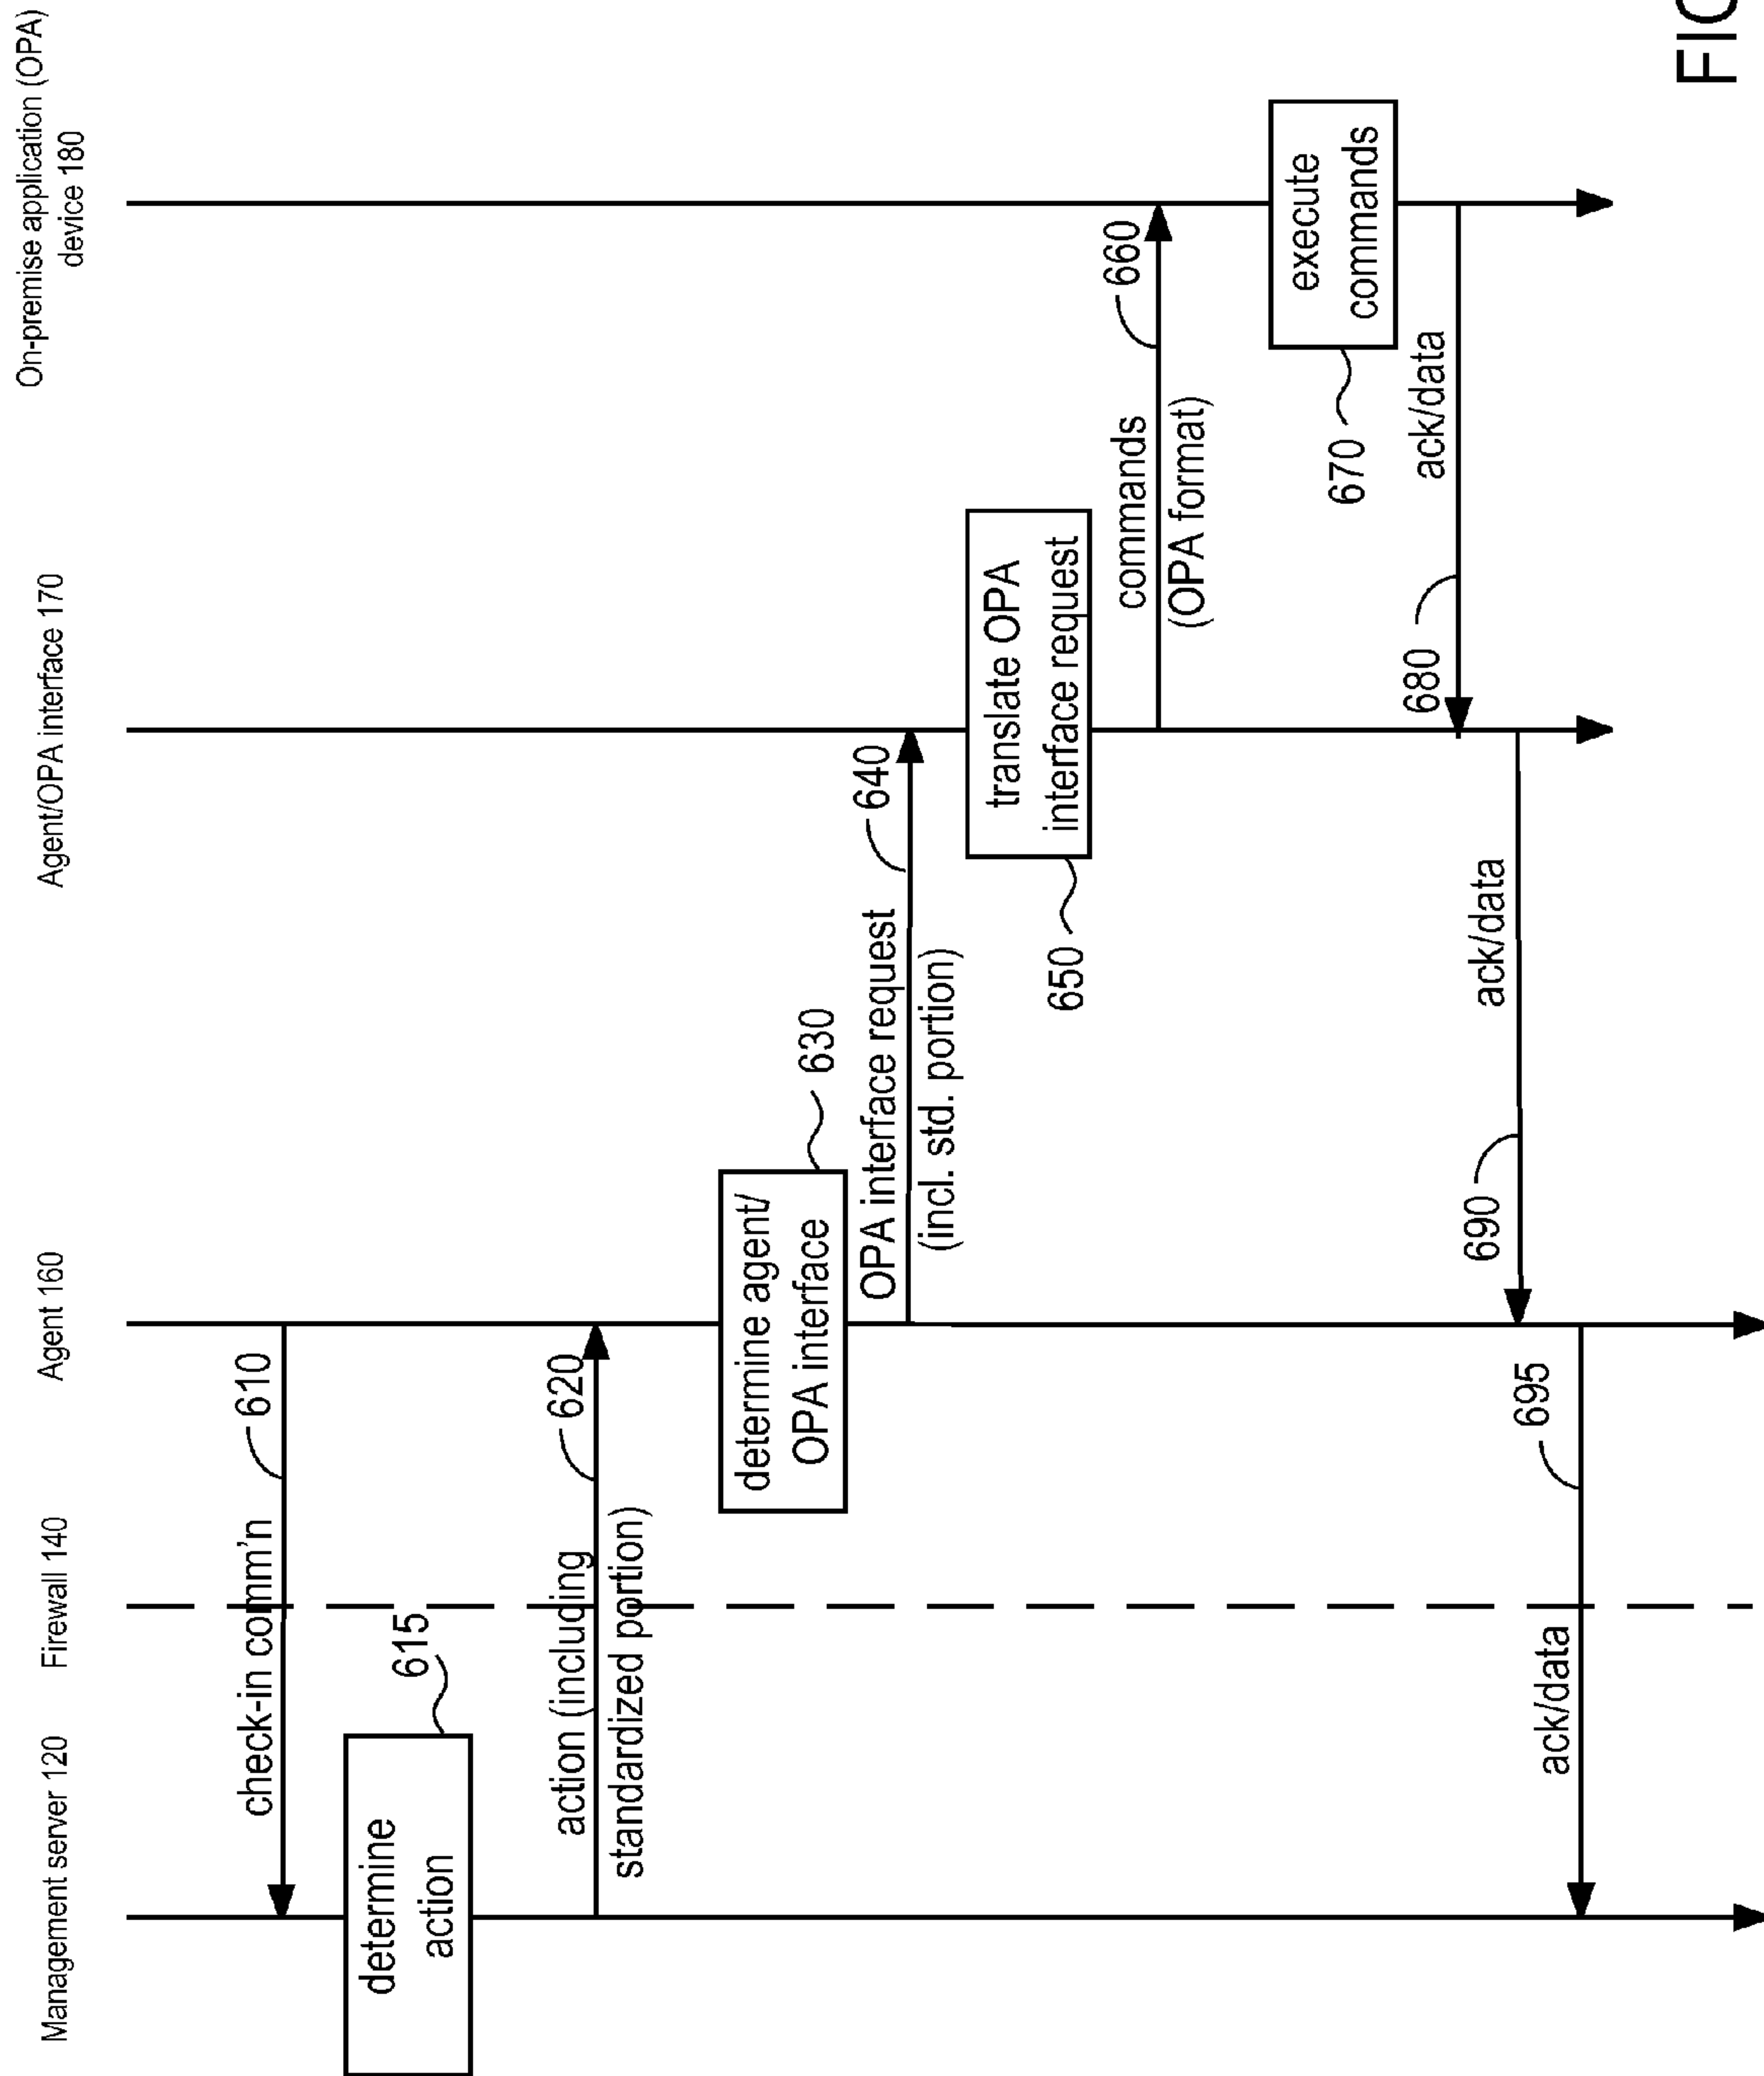 Management server 120
Firewall 140
Agent 160
Agent/OPA interface 170
On-premise application (OPA)
device 180
check-in comm'n
610
determine
action
615
action (including
standardized portion)
620
determine agent/
OPA interface
630
OPA interface request
(incl. std. portion)
640
translate OPA
interface request
650
commands
(OPA format)
660
execute
commands
670
ack/data
680
ack/data
690
ack/data
695